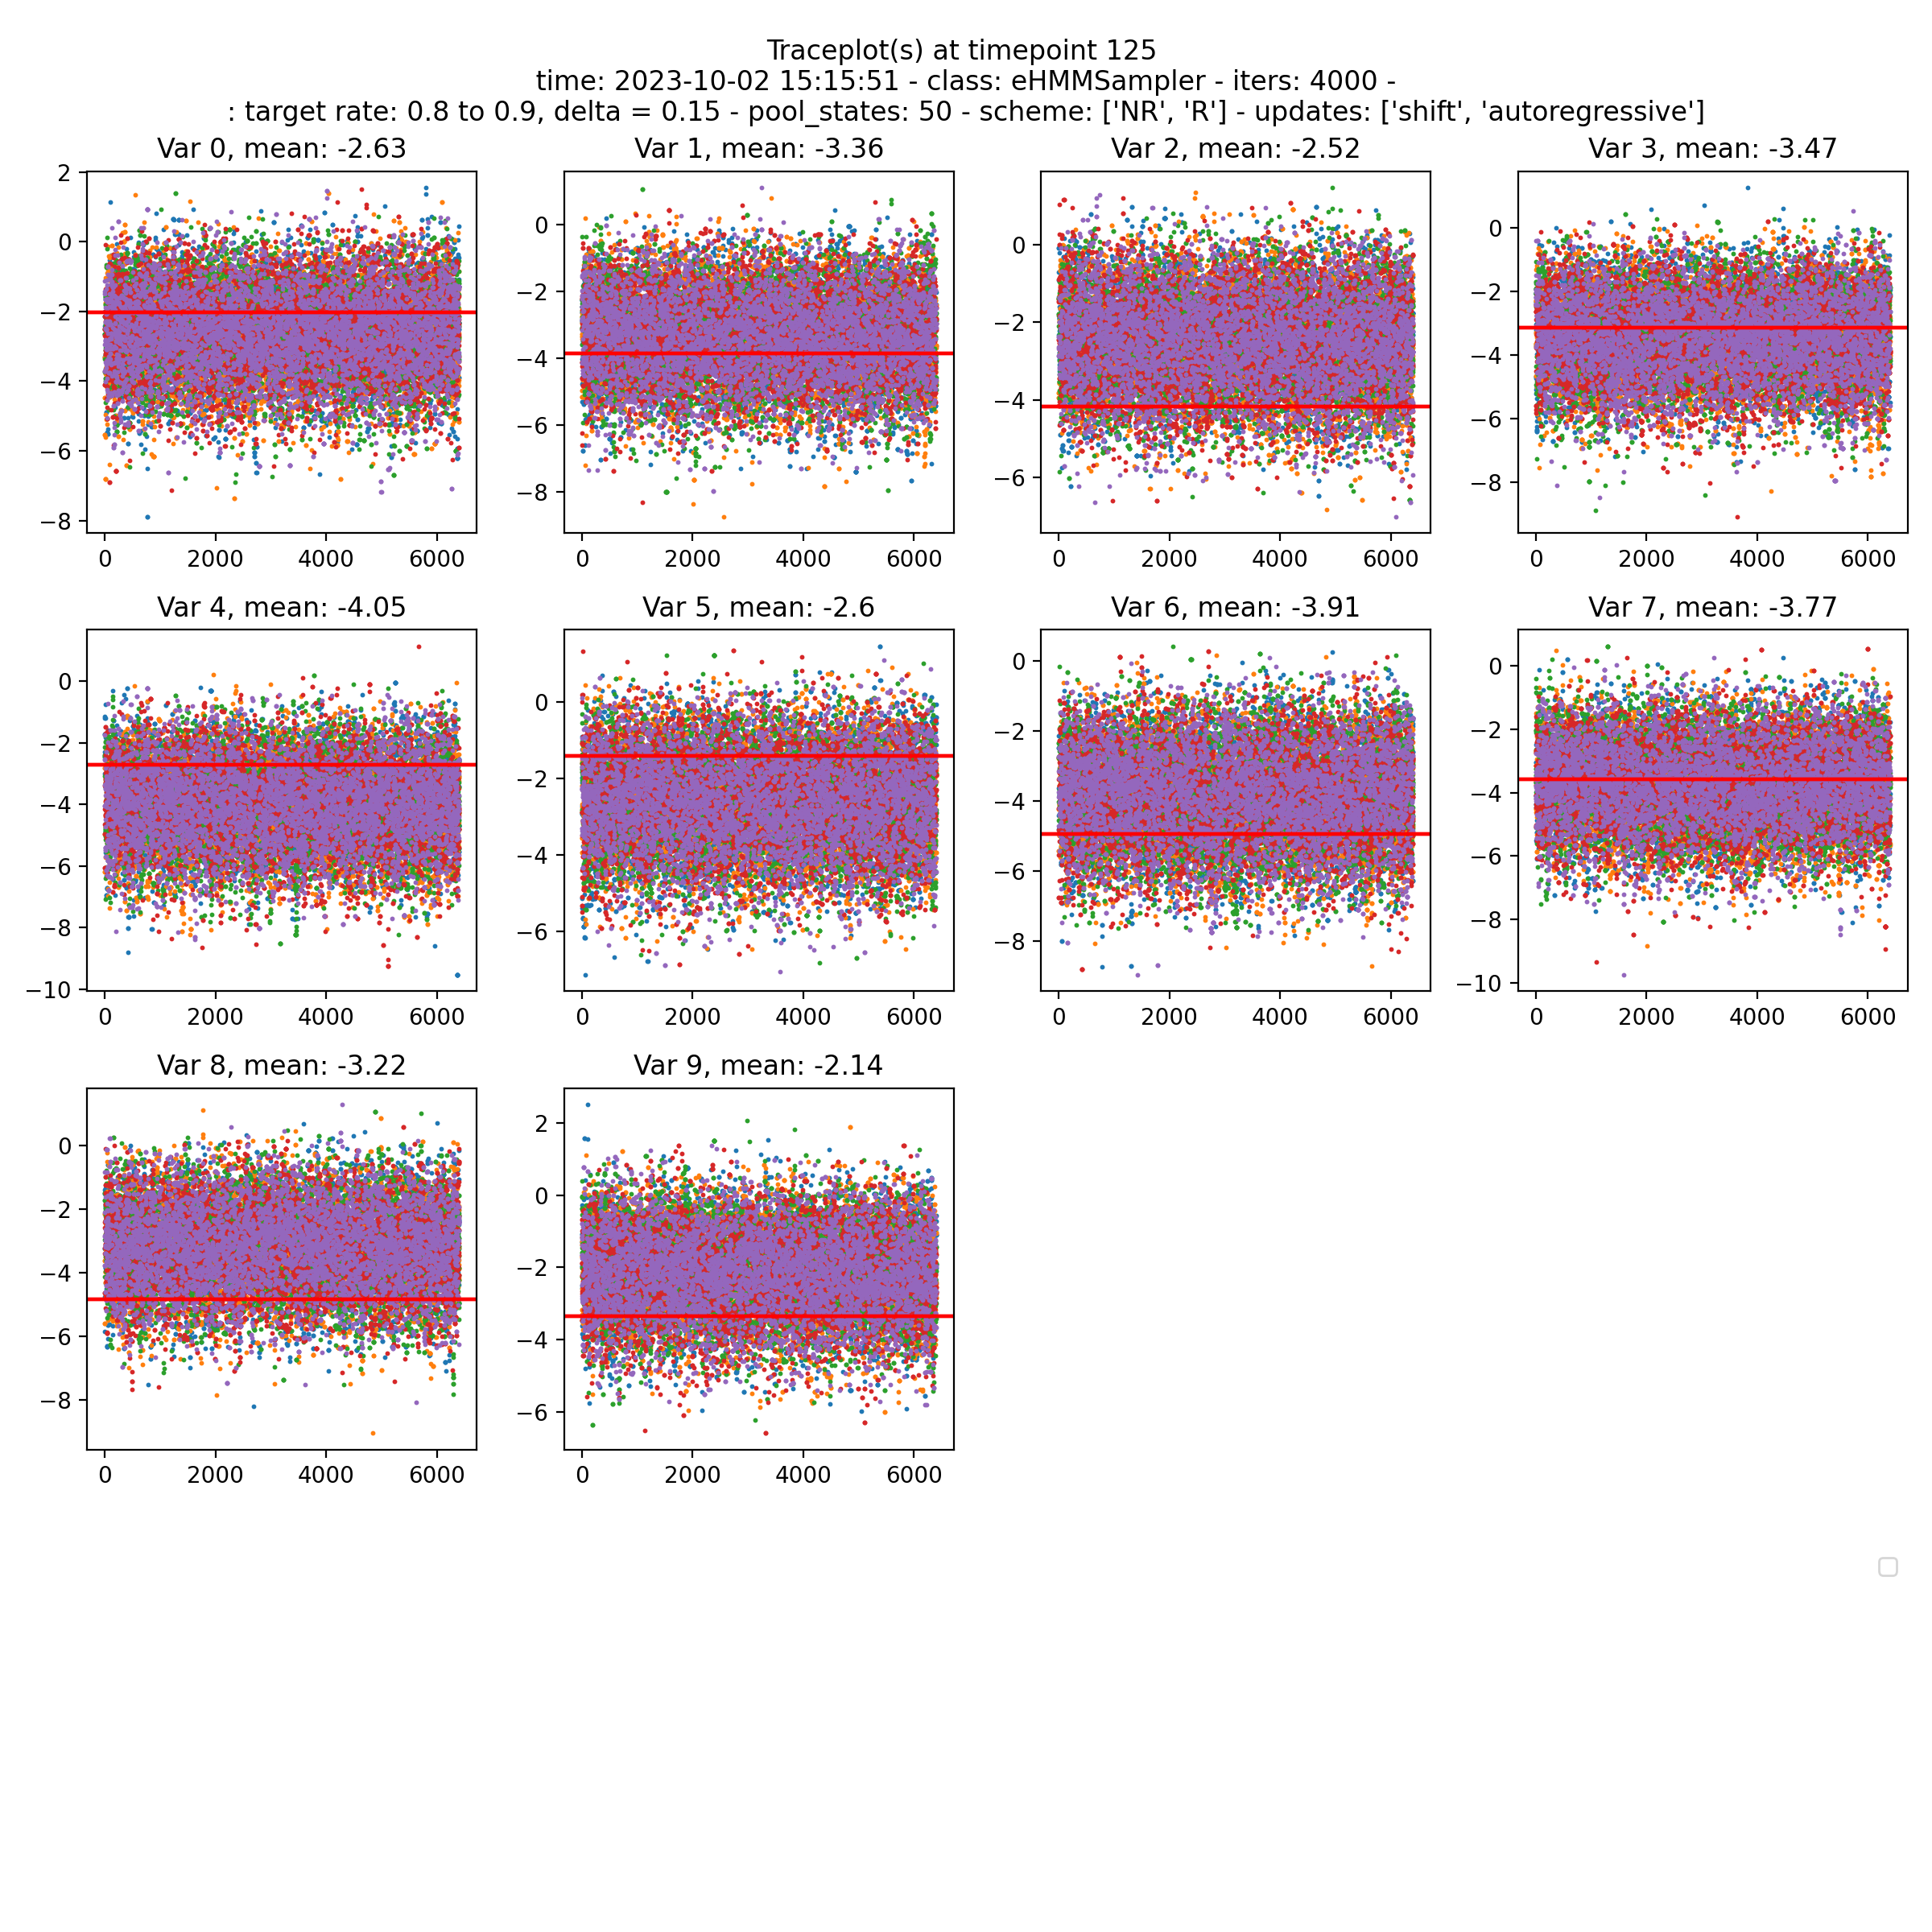 Traceplot(s) at timepoint 125
time: 2023-10-02 15:15:51 - class: eHMMSampler - iters: 4000 -
: target rate: 0.8 to 0.9, delta = 0.15 - pool_states: 50 - scheme: ['NR', 'R'] - updates: ['shift', 'autoregressive']
Var 0, mean: -2.63
2
0
−2
−4
−6
−8
0 2000 4000 6000
Var 1, mean: -3.36
0
−2
−4
−6
−8
0 2000 4000 6000
Var 2, mean: -2.52
0
−2
−4
−6
0 2000 4000 6000
Var 3, mean: -3.47
0
−2
−4
−6
−8
0 2000 4000 6000
Var 4, mean: -4.05
0
−2
−4
−6
−8
−10
0 2000 4000 6000
Var 5, mean: -2.6
0
−2
−4
−6
0 2000 4000 6000
Var 6, mean: -3.91
0
−2
−4
−6
−8
0 2000 4000 6000
Var 7, mean: -3.77
0
−2
−4
−6
−8
−10
0 2000 4000 6000
Var 8, mean: -3.22
0
−2
−4
−6
−8
0 2000 4000 6000
Var 9, mean: -2.14
2
0
−2
−4
−6
0 2000 4000 6000